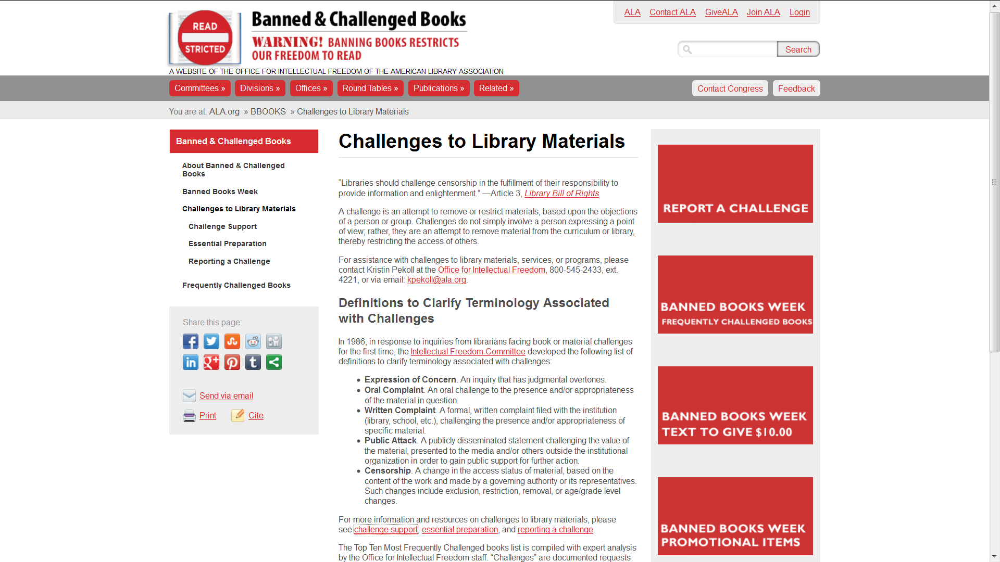 READ
STRICTED
Banned & Challenged Books
WARNING! BANNING BOOKS RESTRICTS
OUR FREEDOM TO READ
A WEBSITE OF THE OFFICE FOR INTELLECTUAL FREEDOM OF THE AMERICAN LIBRARY ASSOCIATION
ALA Contact ALA GiveALA Join ALA Login
Search
Committees » Divisions » Offices » Round Tables » Publications » Related » Contact Congress Feedback
You are at: ALA.org » BBOOKS » Challenges to Library Materials
Banned & Challenged Books
About Banned & Challenged
Books
Banned Books Week
Challenges to Library Materials
Challenge Support
Essential Preparation
Reporting a Challenge
Frequently Challenged Books
Share this page:
Send via email
Print Cite
Challenges to Library Materials
“Libraries should challenge censorship in the fulfillment of their responsibility to
provide information and enlightenment.” —Article 3, Library Bill of Rights
A challenge is an attempt to remove or restrict materials, based upon the objections
of a person or group. Challenges do not simply involve a person expressing a point
of view; rather, they are an attempt to remove material from the curriculum or library,
thereby restricting the access of others.
For assistance with challenges to library materials, services, or programs, please
contact Kristin Pekoll at the Office for Intellectual Freedom, 800-545-2433, ext.
4221, or via email: kpekoll@ala.org.
Definitions to Clarify Terminology Associated
with Challenges
In 1986, in response to inquiries from librarians facing book or material challenges
for the first time, the Intellectual Freedom Committee developed the following list of
definitions to clarify terminology associated with challenges:
• Expression of Concern. An inquiry that has judgmental overtones.
• Oral Complaint. An oral challenge to the presence and/or appropriateness
of the material in question.
• Written Complaint. A formal, written complaint filed with the institution
(library, school, etc.), challenging the presence and/or appropriateness of
specific material.
• Public Attack. A publicly disseminated statement challenging the value of
the material, presented to the media and/or others outside the institutional
organization in order to gain public support for further action.
• Censorship. A change in the access status of material, based on the
content of the work and made by a governing authority or its representatives.
Such changes include exclusion, restriction, removal, or age/grade level
changes.
For more information and resources on challenges to library materials, please
see challenge support, essential preparation, and reporting a challenge.
The Top Ten Most Frequently Challenged books list is compiled with expert analysis
by the Office for Intellectual Freedom staff. “Challenges” are documented requests
REPORT A CHALLENGE
BANNED BOOKS WEEK
FREQUENTLY CHALLENGED BOOKS
BANNED BOOKS WEEK
TEXT TO GIVE $10.00
BANNED BOOKS WEEK
PROMOTIONAL ITEMS